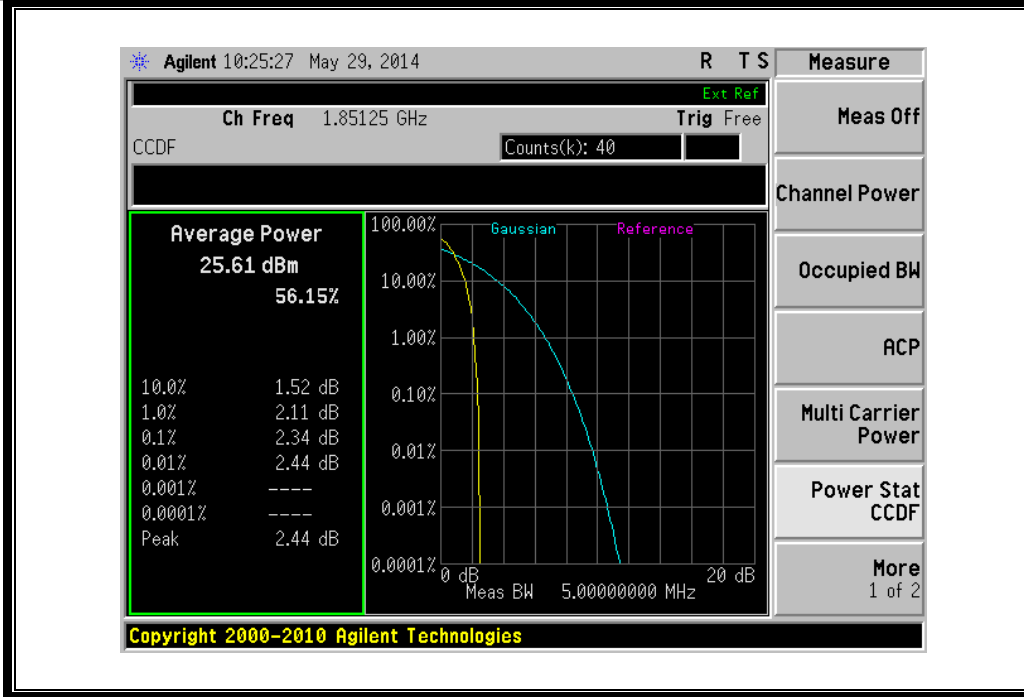 Agilent 10:25:27 May 29, 2014 R T S
Measure
Ext Ref
Ch Freq 1.85125 GHz Trig Free
CCDF Counts(k): 40
Average Power
25.61 dBm
56.15%
10.0% 1.52 dB
1.0% 2.11 dB
0.1% 2.34 dB
0.01% 2.44 dB
0.001% ----
0.0001% ----
Peak 2.44 dB
Gaussian Reference
100.00%
10.00%
1.00%
0.10%
0.01%
0.001%
0.0001%
0 dB 20 dB
Meas BW 5.00000000 MHz
Meas Off
Channel Power
Occupied BW
ACP
Multi Carrier
Power
Power Stat
CCDF
More
1 of 2
Copyright 2000-2010 Agilent Technologies